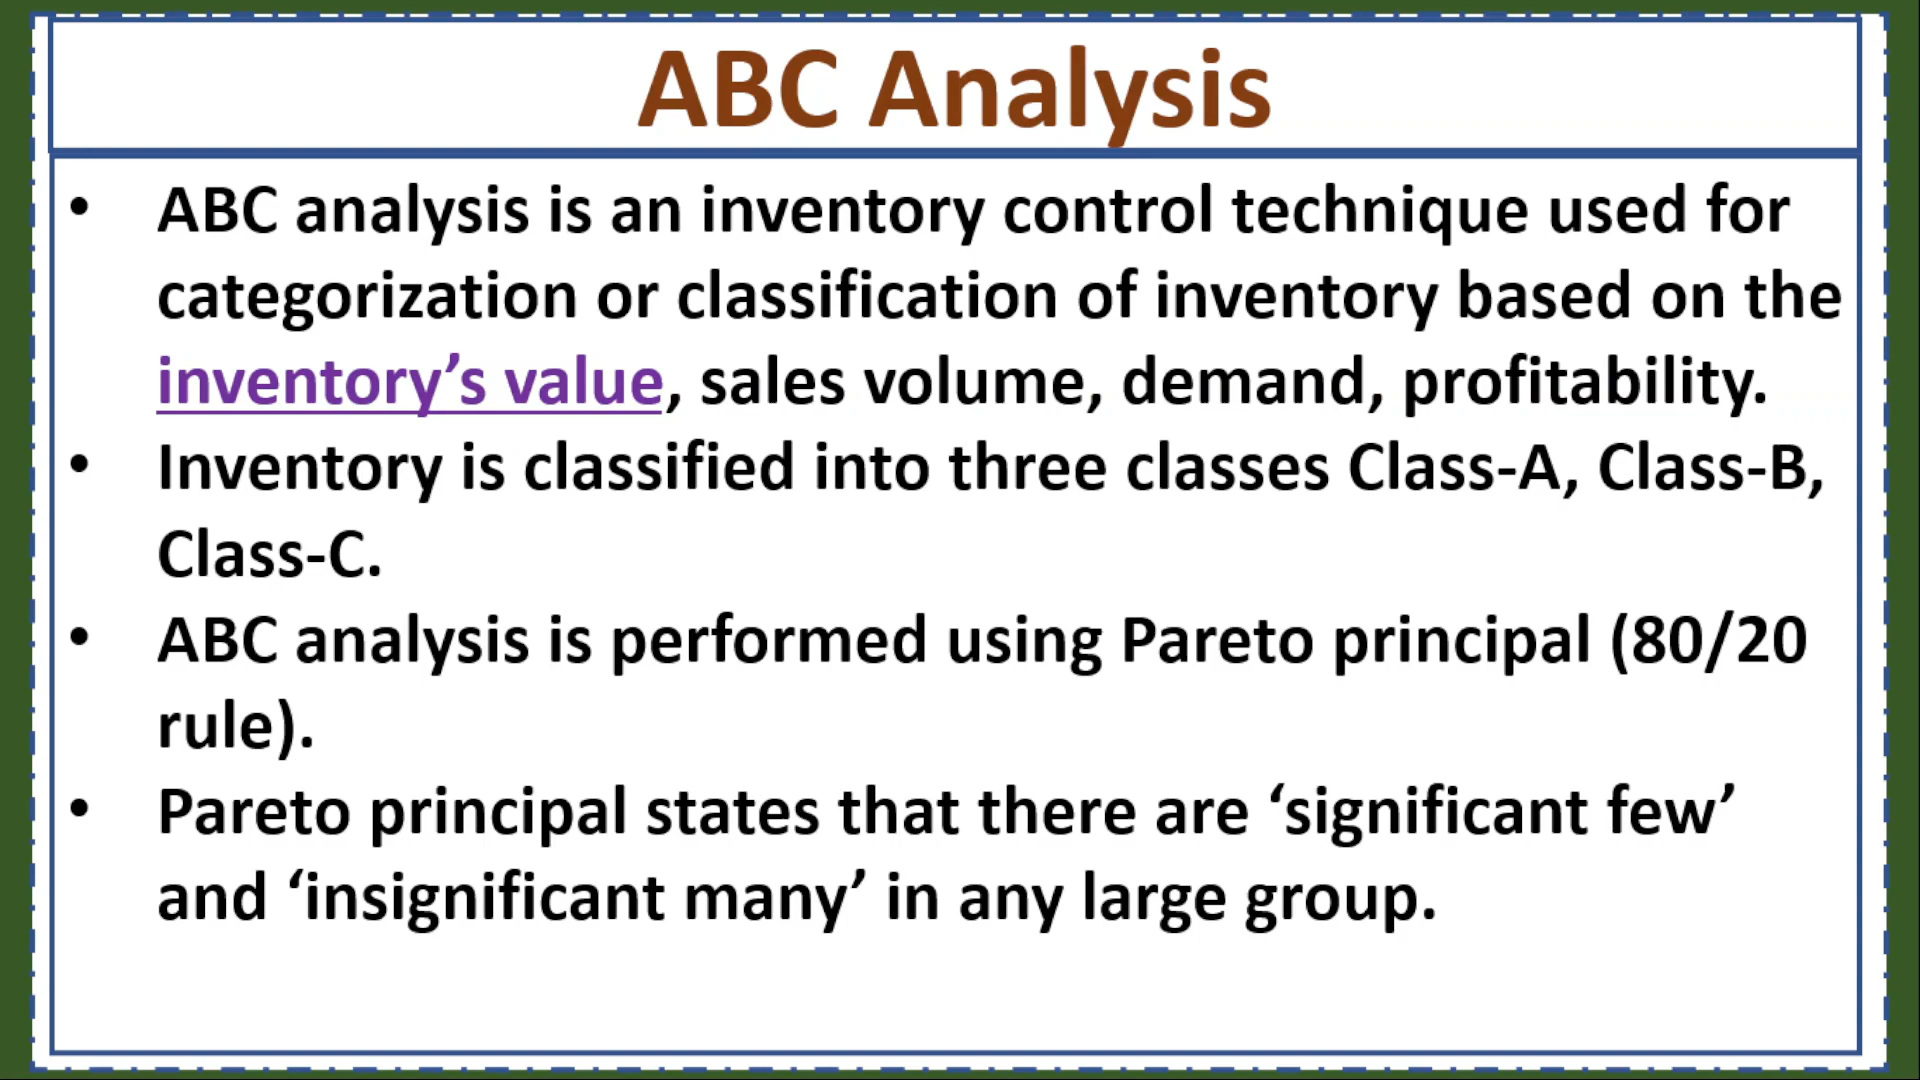 ABC Analysis
• ABC analysis is an inventory control technique used for
categorization or classification of inventory based on the
inventory’s value, sales volume, demand, profitability.
• Inventory is classified into three classes Class-A, Class-B,
Class-C.
• ABC analysis is performed using Pareto principal (80/20
rule).
• Pareto principal states that there are ‘significant few’
and ‘insignificant many’ in any large group.